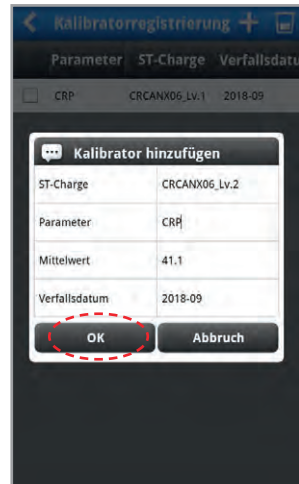 Kalibratorregistrierung
Parameter ST-Charge Verfallsdatu
CRP CRCANX06_Lv.1 2018-09
Kalibrator hinzufügen
ST-Charge CRCANX06_Lv.2
Parameter CRP
Mittelwert 41.1
Verfallsdatum 2018-09
OK Abbruch